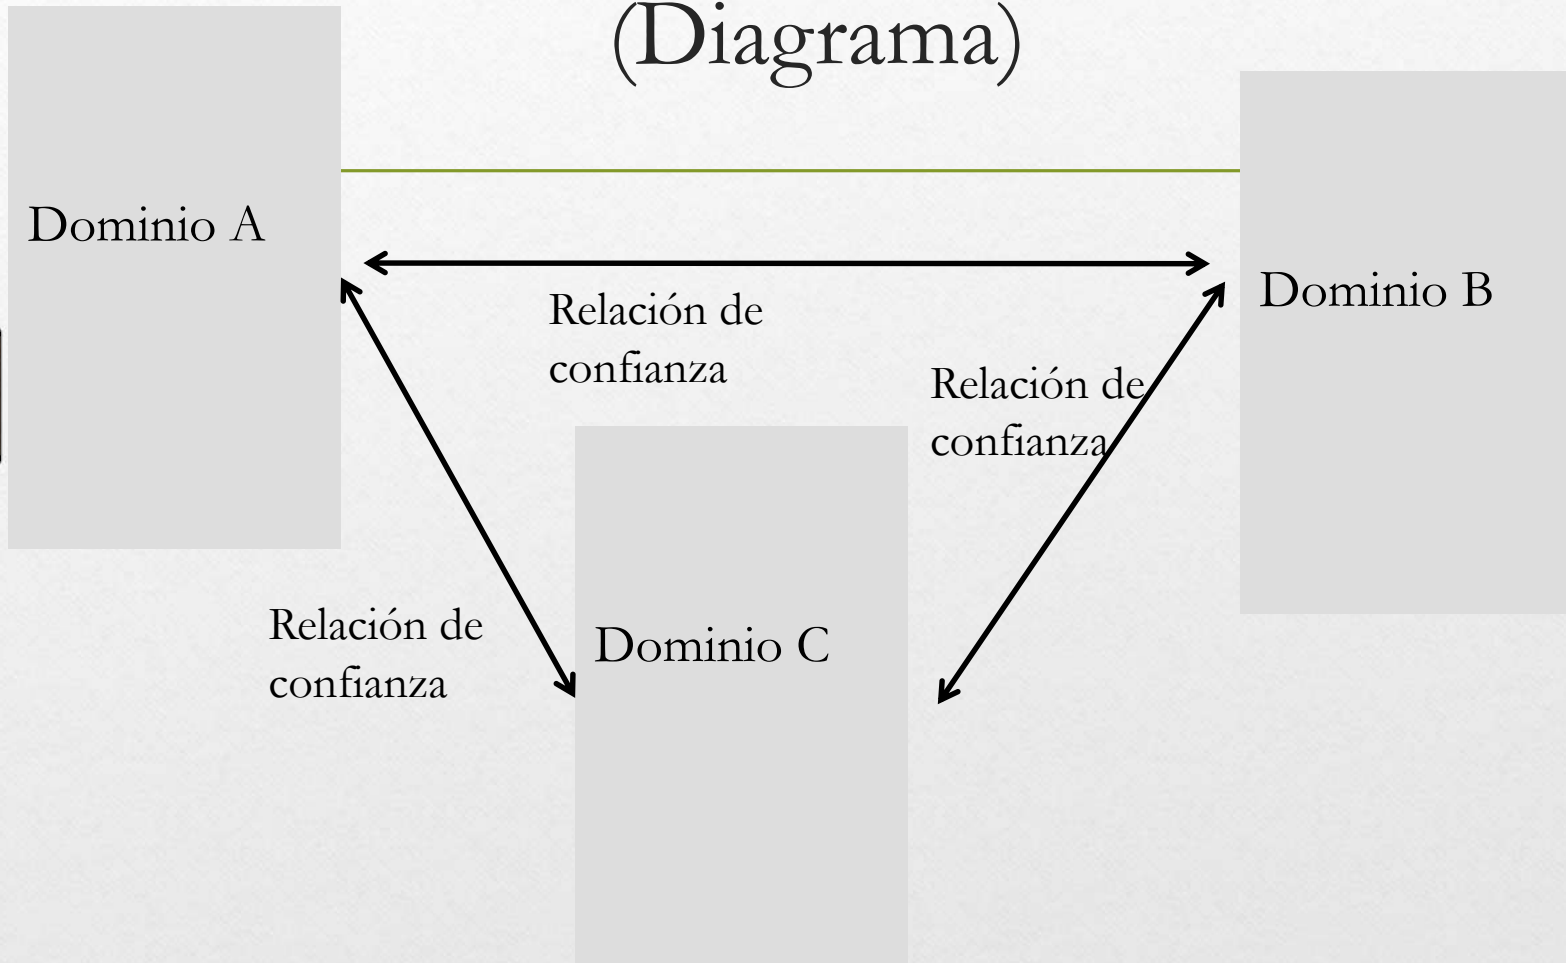 (Diagrama)
Dominio A
Dominio B
Relación de
confianza
Relación de
confianza
Relación de
confianza
Dominio C